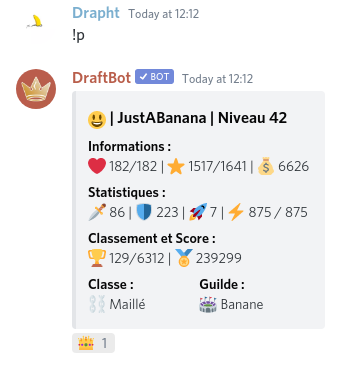 Drapht Today at 12:12
!p
DraftBot BOT Today at 12:12
| JustABanana | Niveau 42
Informations :
182/182 | 1517/1641 | 6626
Statistiques :
86 | 223 | 7 | 875 / 875
Classement et Score :
129/6312 | 239299
Classe : Guilde :
Maillé Banane
1